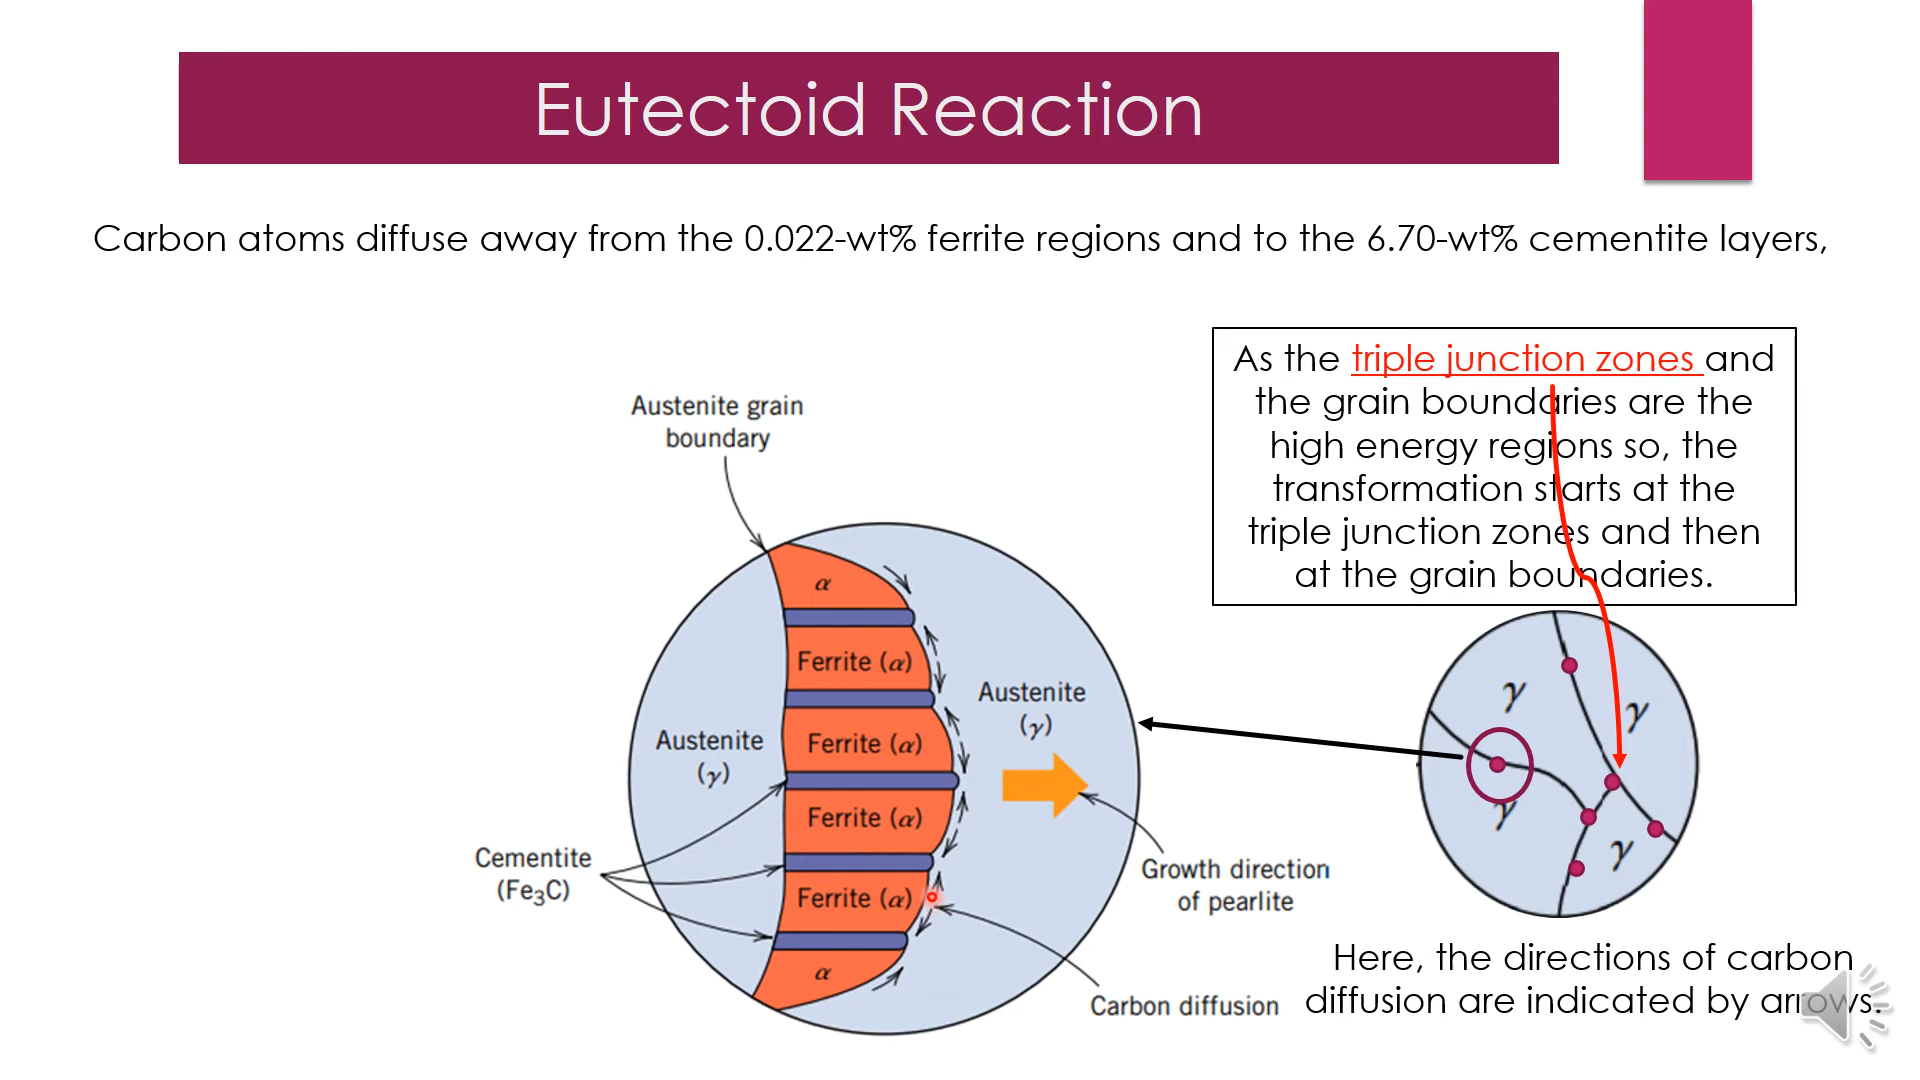 Eutectoid Reaction
Carbon atoms diffuse away from the 0.022-wt% ferrite regions and to the 6.70-wt% cementite layers,
As the triple junction zones and
the grain boundaries are the
high energy regions so, the
transformation starts at the
triple junction zones and then
at the grain boundaries.
Austenite grain
boundary
α
Ferrite (α)
Ferrite (α)
Ferrite (α)
Ferrite (α)
α
Austenite
(γ)
Austenite
(γ)
Cementite
(Fe₃C)
Growth direction
of pearlite
Carbon diffusion
γ
γ
γ
γ
Here, the directions of carbon
diffusion are indicated by arrows.